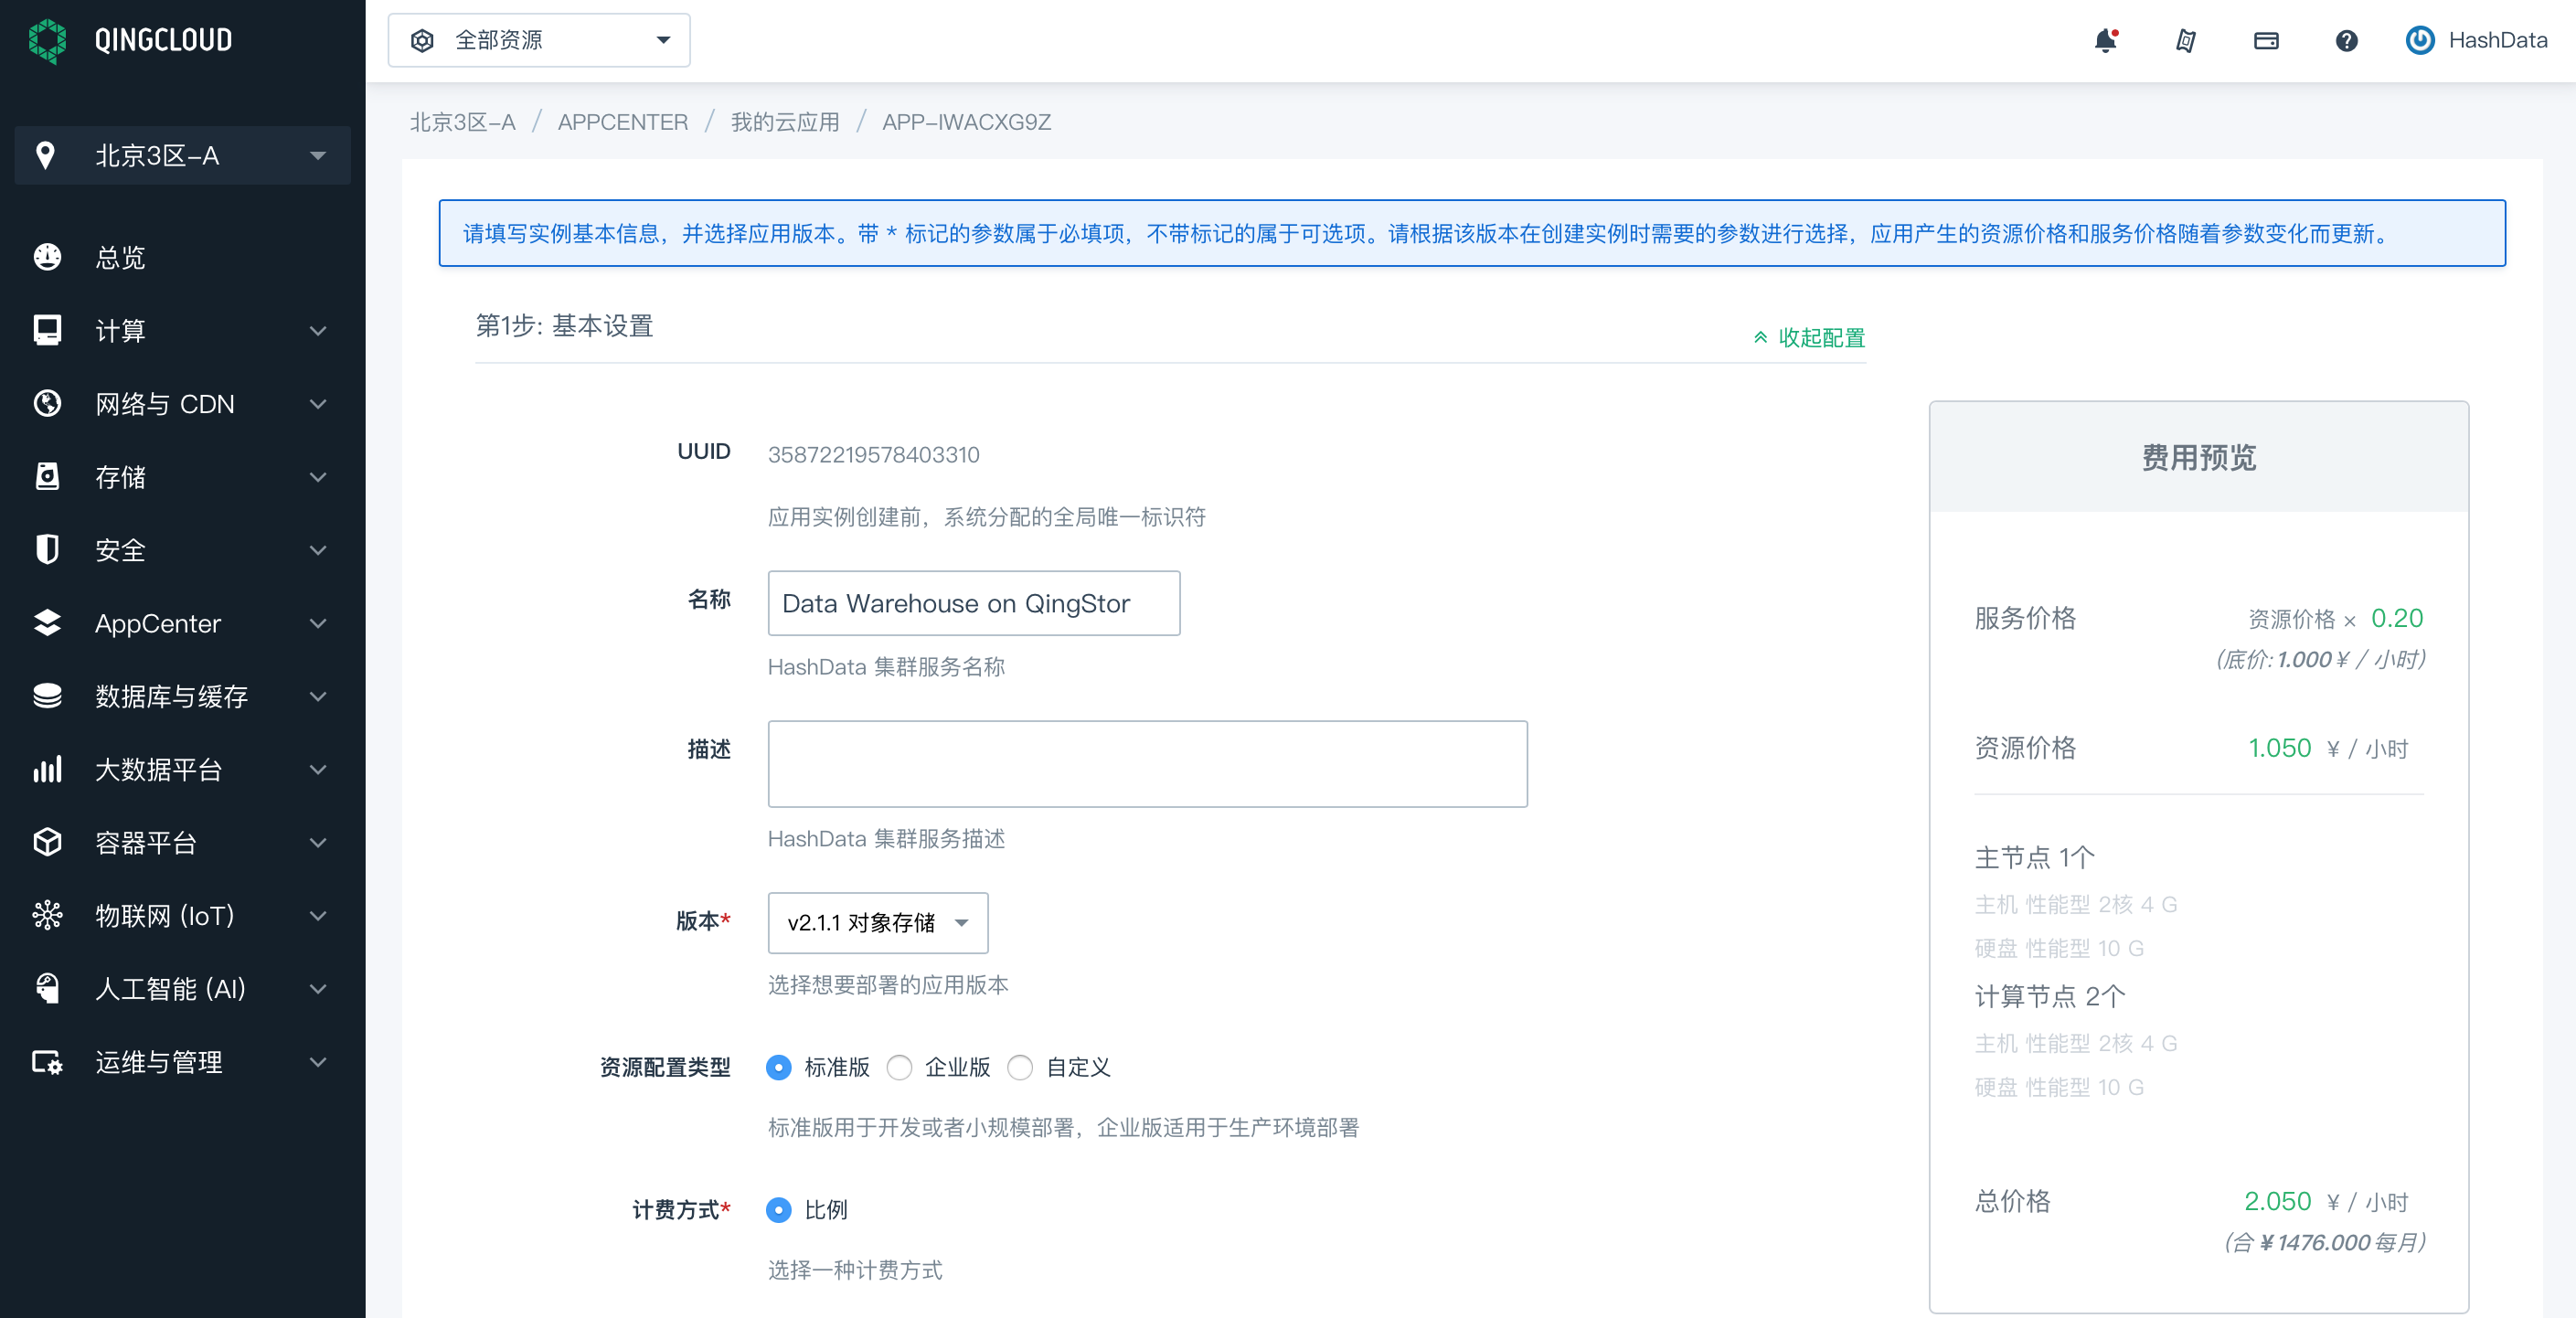 QINGCLOUD
全部资源
HashData
北京3区-A
总览
计算
网络与 CDN
存储
安全
AppCenter
数据库与缓存
大数据平台
容器平台
物联网 (IoT)
人工智能 (AI)
运维与管理
北京3区-A / APPCENTER / 我的云应用 / APP-IWACXG9Z
请填写实例基本信息，并选择应用版本。带 * 标记的参数属于必填项，不带标记的属于可选项。请根据该版本在创建实例时需要的参数进行选择，应用产生的资源价格和服务价格随着参数变化而更新。
第1步: 基本设置
收起配置
UUID 35872219578403310
应用实例创建前，系统分配的全局唯一标识符
名称 Data Warehouse on QingStor
HashData 集群服务名称
描述
HashData 集群服务描述
版本* v2.1.1 对象存储
选择想要部署的应用版本
资源配置类型 标准版 企业版 自定义
标准版用于开发或者小规模部署，企业版适用于生产环境部署
计费方式* 比例
选择一种计费方式
费用预览
服务价格 资源价格 × 0.20
(底价: 1.000 ¥ / 小时)
资源价格 1.050 ¥ / 小时
主节点 1个
主机 性能型 2核 4 G
硬盘 性能型 10 G
计算节点 2个
主机 性能型 2核 4 G
硬盘 性能型 10 G
总价格 2.050 ¥ / 小时
(合 ¥ 1476.000 每月)